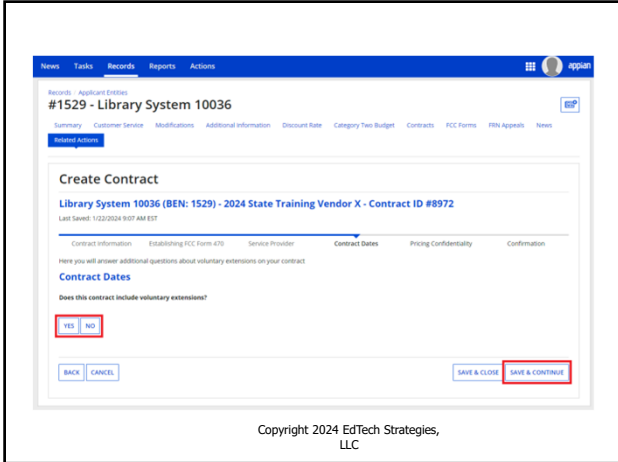 News Tasks Records Reports Actions appian
Records / Applicant Entities
#1529 - Library System 10036
Summary Customer Service Modifications Additional Information Discount Rate Category Two Budget Contracts FCC Forms FRN Appeals News
Related Actions
Create Contract
Library System 10036 (BEN: 1529) - 2024 State Training Vendor X - Contract ID #8972
Last Saved: 1/22/2024 9:07 AM EST
Contract Information Establishing FCC Form 470 Service Provider Contract Dates Pricing Confidentiality Confirmation
Here you will answer additional questions about voluntary extensions on your contract
Contract Dates
Does this contract include voluntary extensions?
YES NO
BACK CANCEL SAVE & CLOSE SAVE & CONTINUE
Copyright 2024 EdTech Strategies,
LLC